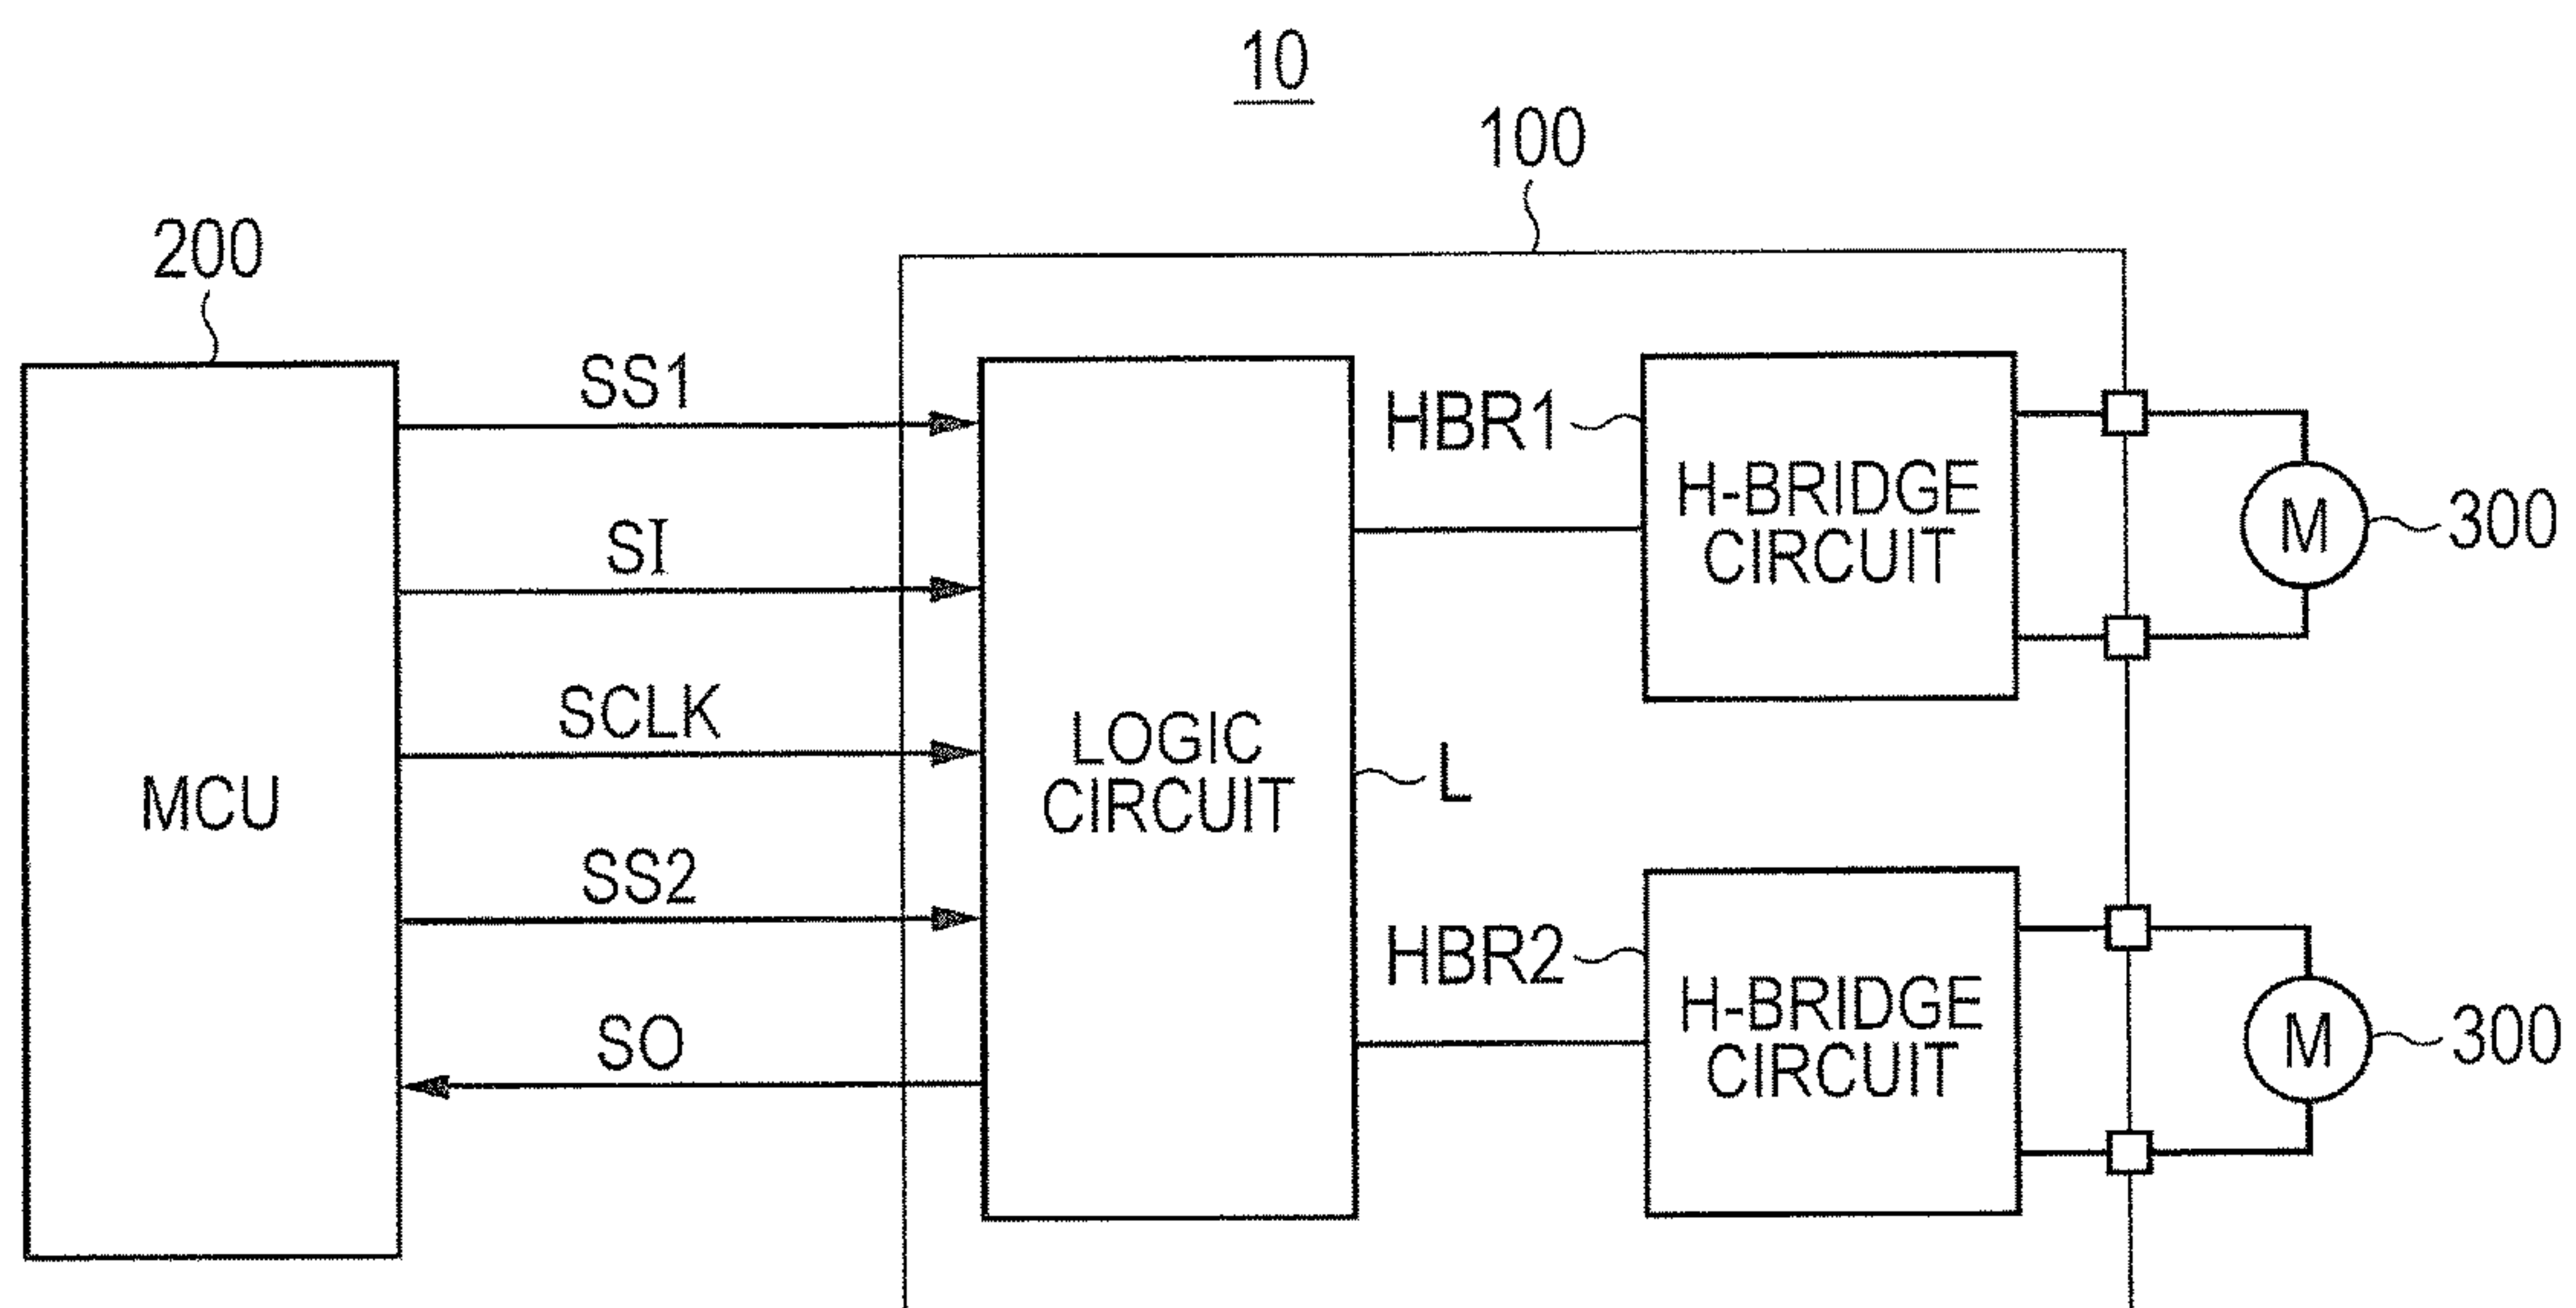 10
100
200
SS1
SI
SCLK
SS2
SO
MCU
LOGIC
CIRCUIT
L
HBR1
H-BRIDGE
CIRCUIT
M
300
HBR2
H-BRIDGE
CIRCUIT
M
300